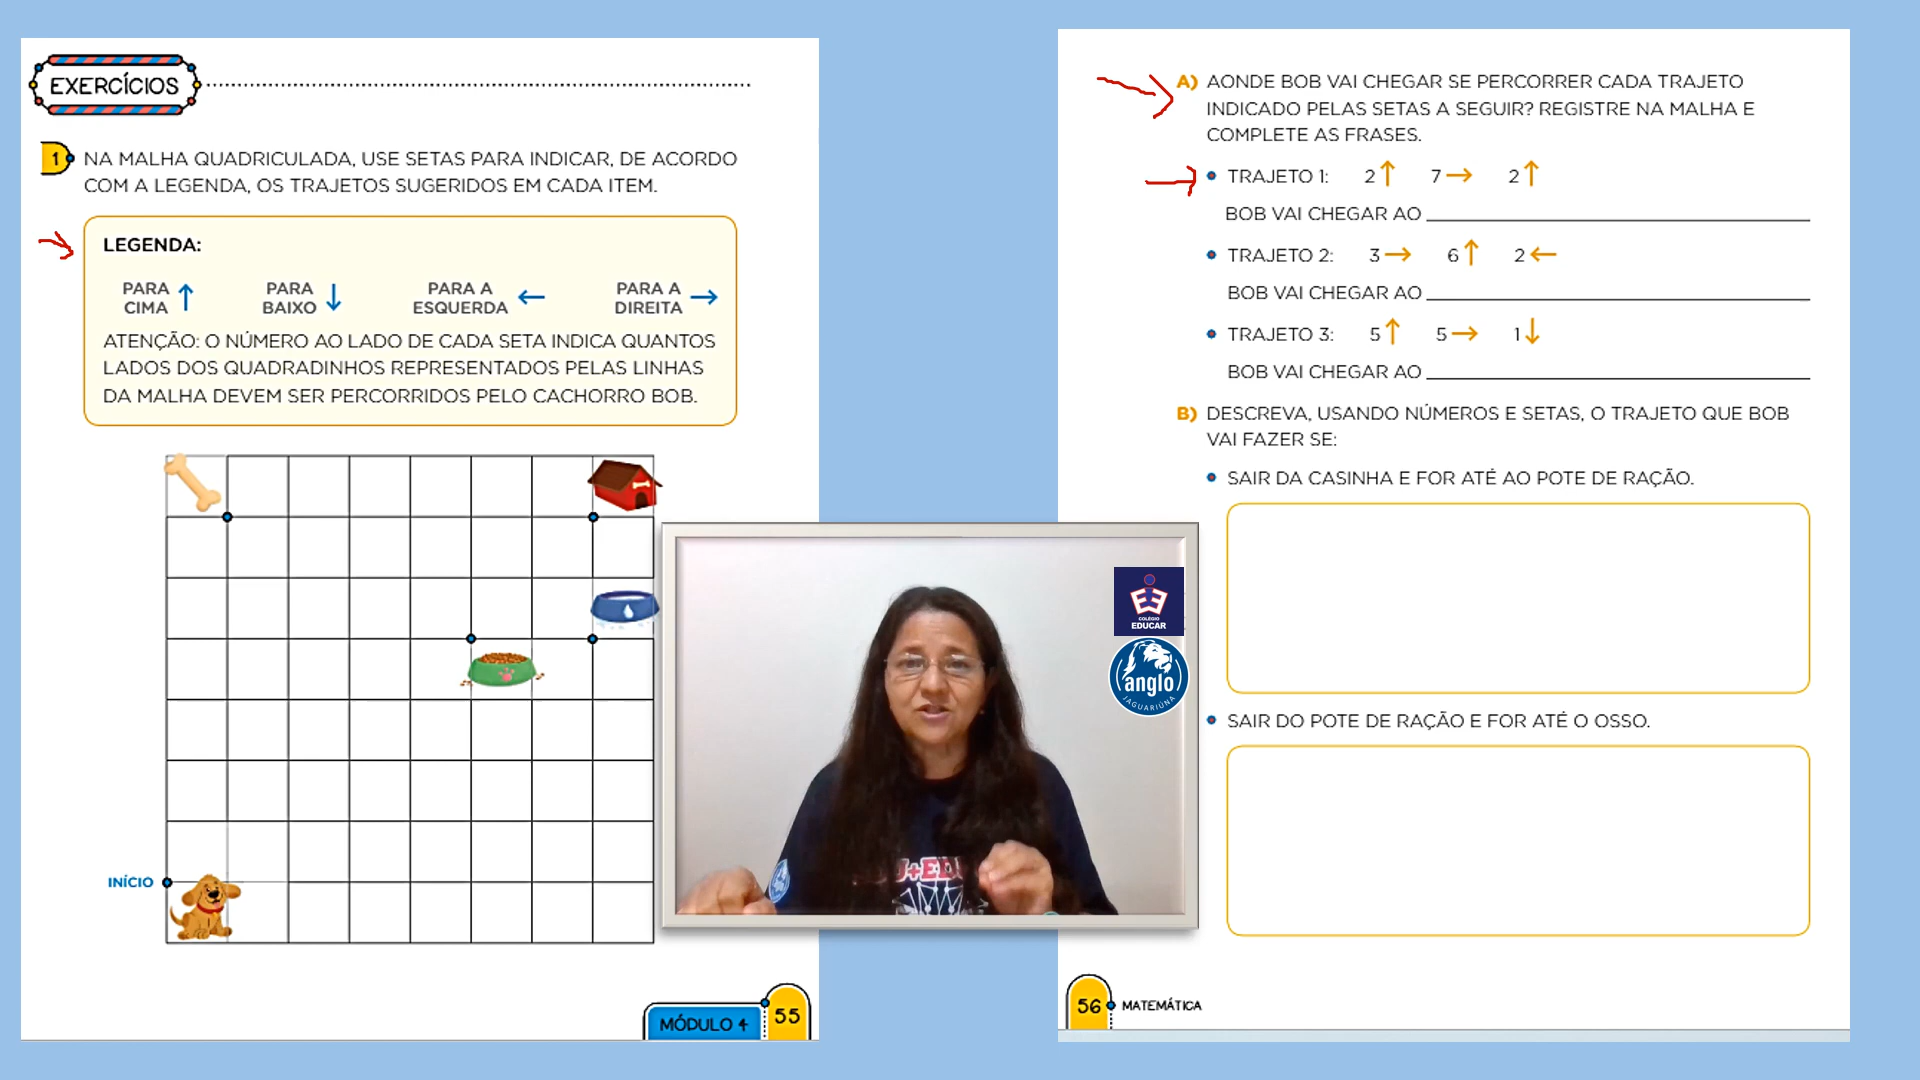 EXERCÍCIOS
1 NA MALHA QUADRICULADA, USE SETAS PARA INDICAR, DE ACORDO
COM A LEGENDA, OS TRAJETOS SUGERIDOS EM CADA ITEM.
LEGENDA:
PARA CIMA ↑ PARA BAIXO ↓ PARA A ESQUERDA ← PARA A DIREITA →
ATENÇÃO: O NÚMERO AO LADO DE CADA SETA INDICA QUANTOS
LADOS DOS QUADRADINHOS REPRESENTADOS PELAS LINHAS
DA MALHA DEVEM SER PERCORRIDOS PELO CACHORRO BOB.
INÍCIO
MÓDULO 4 55
A) AONDE BOB VAI CHEGAR SE PERCORRER CADA TRAJETO
INDICADO PELAS SETAS A SEGUIR? REGISTRE NA MALHA E
COMPLETE AS FRASES.
• TRAJETO 1: 2↑ 7→ 2↑
BOB VAI CHEGAR AO
• TRAJETO 2: 3→ 6↑ 2←
BOB VAI CHEGAR AO
• TRAJETO 3: 5↑ 5→ 1↓
BOB VAI CHEGAR AO
B) DESCREVA, USANDO NÚMEROS E SETAS, O TRAJETO QUE BOB
VAI FAZER SE:
• SAIR DA CASINHA E FOR ATÉ AO POTE DE RAÇÃO.
• SAIR DO POTE DE RAÇÃO E FOR ATÉ O OSSO.
56 MATEMÁTICA
COLÉGIO
EDUCAR
anglo
JAGUARIÚNA